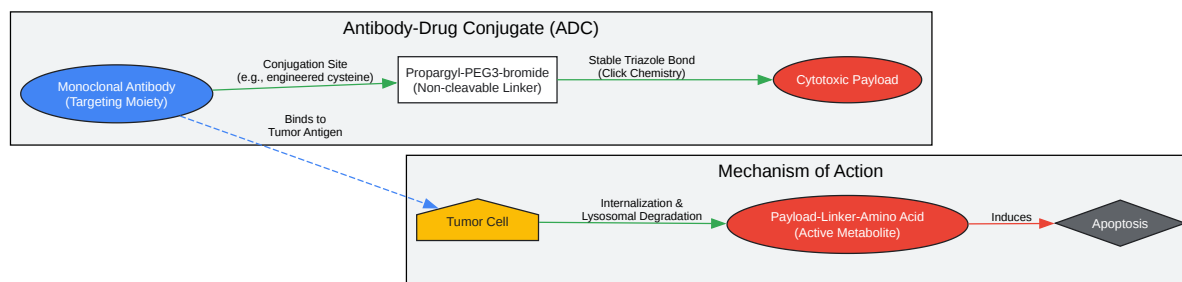 Antibody-Drug Conjugate (ADC)
Monoclonal Antibody
(Targeting Moiety)
Conjugation Site
(e.g., engineered cysteine)
Propargyl-PEG3-bromide
(Non-cleavable Linker)
Stable Triazole Bond
(Click Chemistry)
Cytotoxic Payload
Binds to
Tumor Antigen
Mechanism of Action
Tumor Cell
Internalization &
Lysosomal Degradation
Payload-Linker-Amino Acid
(Active Metabolite)
Induces
Apoptosis